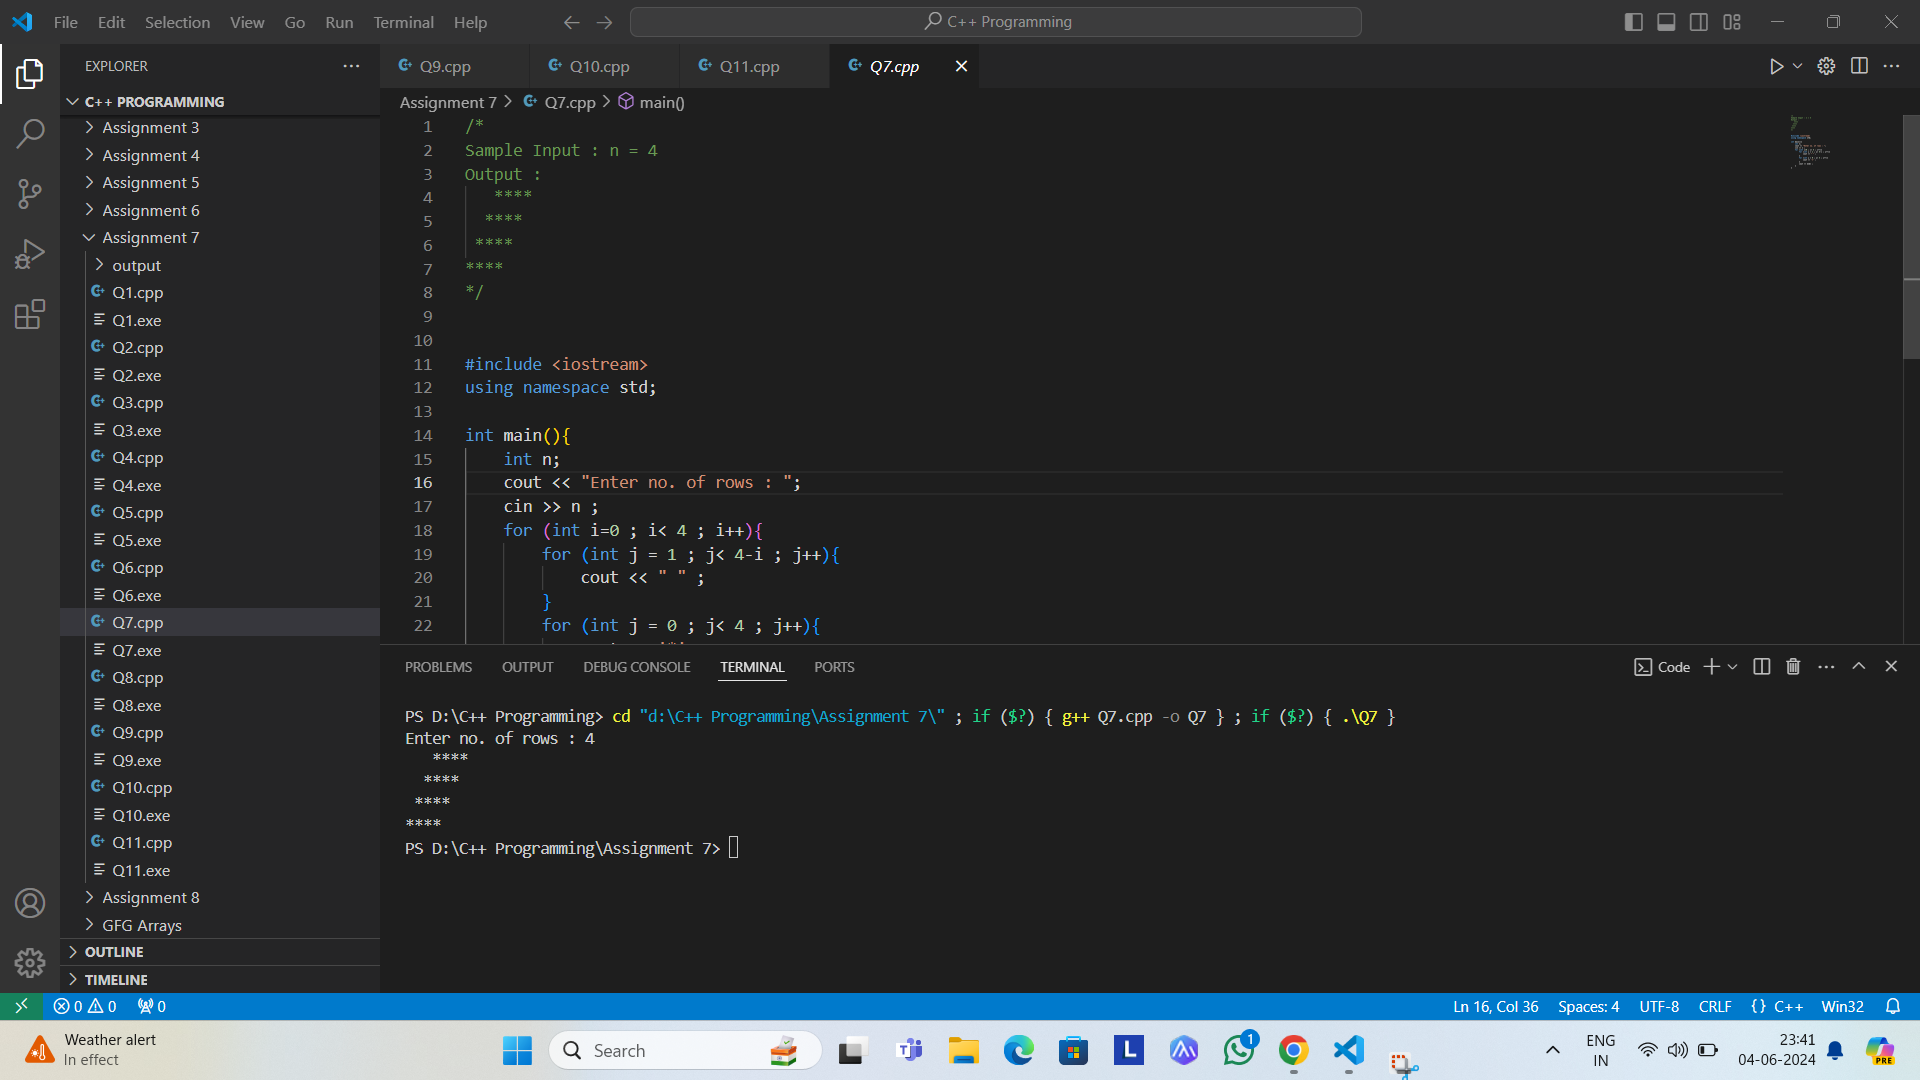 File Edit Selection View Go Run Terminal Help
C++ Programming
EXPLORER
C++ PROGRAMMING
Assignment 3
Assignment 4
Assignment 5
Assignment 6
Assignment 7
output
Q1.cpp
Q1.exe
Q2.cpp
Q2.exe
Q3.cpp
Q3.exe
Q4.cpp
Q4.exe
Q5.cpp
Q5.exe
Q6.cpp
Q6.exe
Q7.cpp
Q7.exe
Q8.cpp
Q8.exe
Q9.cpp
Q9.exe
Q10.cpp
Q10.exe
Q11.cpp
Q11.exe
Assignment 8
GFG Arrays
OUTLINE
TIMELINE
Q9.cpp Q10.cpp Q11.cpp Q7.cpp
Assignment 7 > Q7.cpp > main()
1 /*
2 Sample Input : n = 4
3 Output :
4    ****
5   ****
6  ****
7 ****
8 */
9
10
11 #include <iostream>
12 using namespace std;
13
14 int main(){
15     int n;
16     cout << "Enter no. of rows : ";
17     cin >> n ;
18     for (int i=0 ; i< 4 ; i++){
19         for (int j = 1 ; j< 4-i ; j++){
20             cout << " " ;
21         }
22         for (int j = 0 ; j< 4 ; j++){
PROBLEMS OUTPUT DEBUG CONSOLE TERMINAL PORTS
Code
PS D:\C++ Programming> cd "d:\C++ Programming\Assignment 7\" ; if ($?) { g++ Q7.cpp -o Q7 } ; if ($?) { .\Q7 }
Enter no. of rows : 4
   ****
  ****
 ****
****
PS D:\C++ Programming\Assignment 7>
0 0 0
Ln 16, Col 36 Spaces: 4 UTF-8 CRLF {} C++ Win32
Weather alert
In effect
Search
L
1
ENG
IN
23:41
04-06-2024
PRE